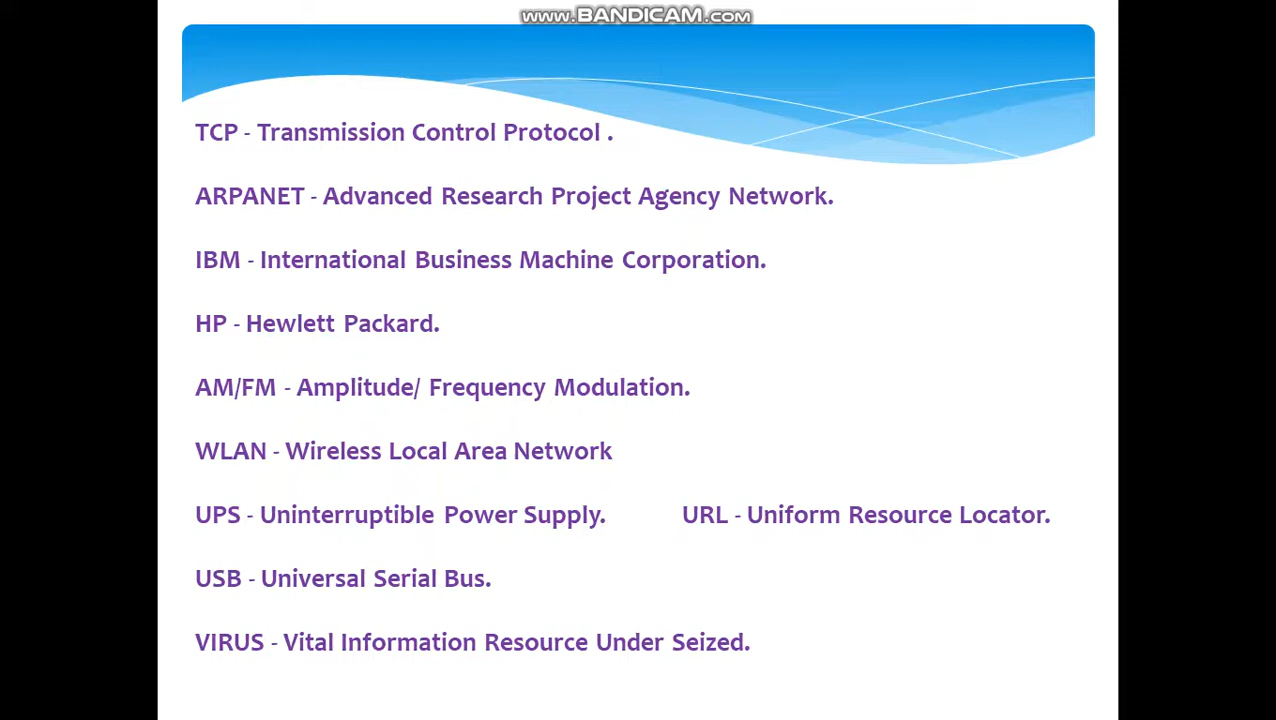 www.BANDICAM.com
TCP - Transmission Control Protocol .
ARPANET - Advanced Research Project Agency Network.
IBM - International Business Machine Corporation.
HP - Hewlett Packard.
AM/FM - Amplitude/ Frequency Modulation.
WLAN - Wireless Local Area Network
UPS - Uninterruptible Power Supply. URL - Uniform Resource Locator.
USB - Universal Serial Bus.
VIRUS - Vital Information Resource Under Seized.